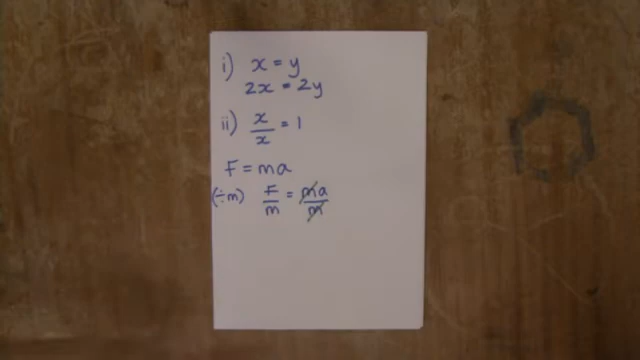 i) x = y
2x = 2y
ii) x/x = 1
F = ma
(÷m) F/m = ma/m